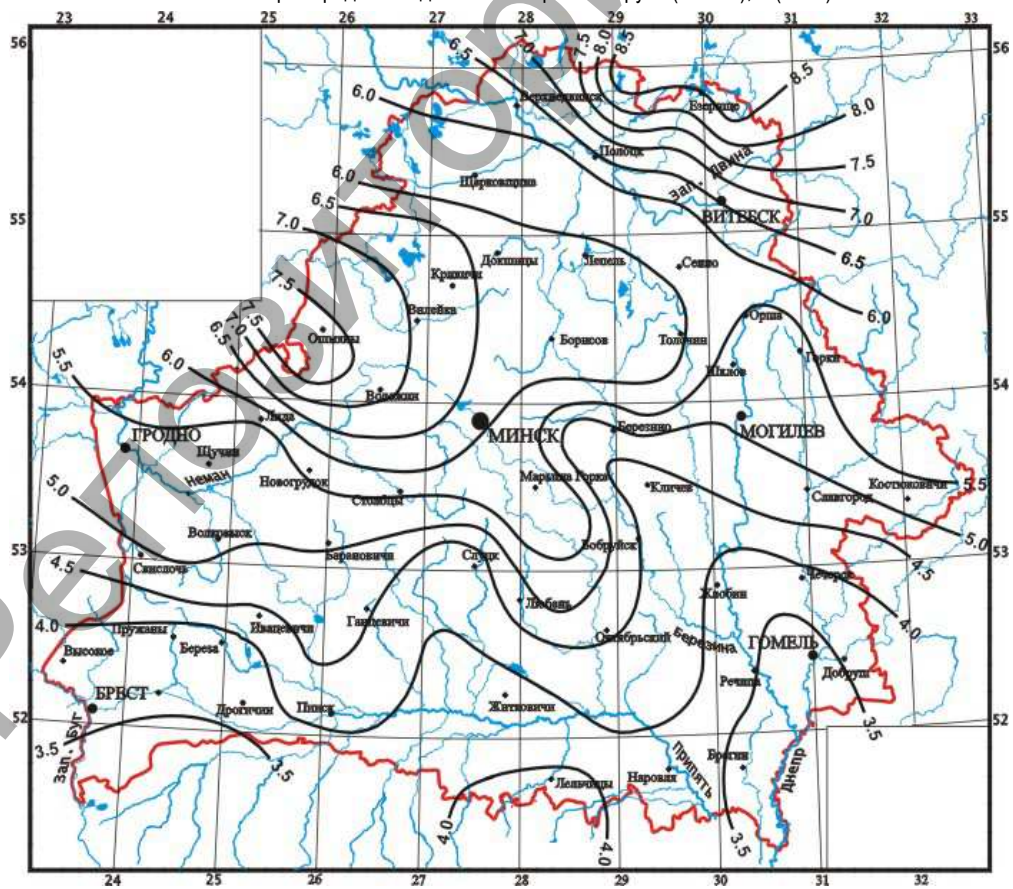 23 24 25 26 27 28 29 30 31 32 33
56
56
6.5 7.0 7.5 8.0 8.5
8.5
6.0
Верхнедвинск
Езерище
8.0
Полоцк
7.5
Шарковщина
Зап. Двина
6.0
ВИТЕБСК
7.0
6.5
55
55
7.0
Докшицы
Лепель
Сенно
6.5
Кривичи
7.5
6.0
Вилейка
Орша
7.5
7.0
6.5
Ошмяны
Борисов
Толочин
Горки
5.5
6.0
Шклов
54
54
Воложин
Лида
ГРОДНО
МИНСК
Березино
МОГИЛЕВ
Щучин
Неман
Новогрудок
Марьина Горка
Кличев
Костюковичи
5.5
5.0
Столбцы
Славгород
Волковыск
5.0
53
Барановичи
Слуцк
Бобруйск
53
4.5
Свислочь
4.5
Чечерск
Жлобин
Любань
4.0
4.0
Пружаны
Ивацевичи
Ганцевичи
Октябрьский
Березина
ГОМЕЛЬ
Высокое
Береза
Добруш
БРЕСТ
Речица
Дрогичин
Пинск
Житковичи
52
52
3.5
Зап. Буг
3.5
3.5
Припять
Брагин
Днепр
Лельчицы
Наровля
4.0
4.0
3.5
24 25 26 27 28 29 30 31 32